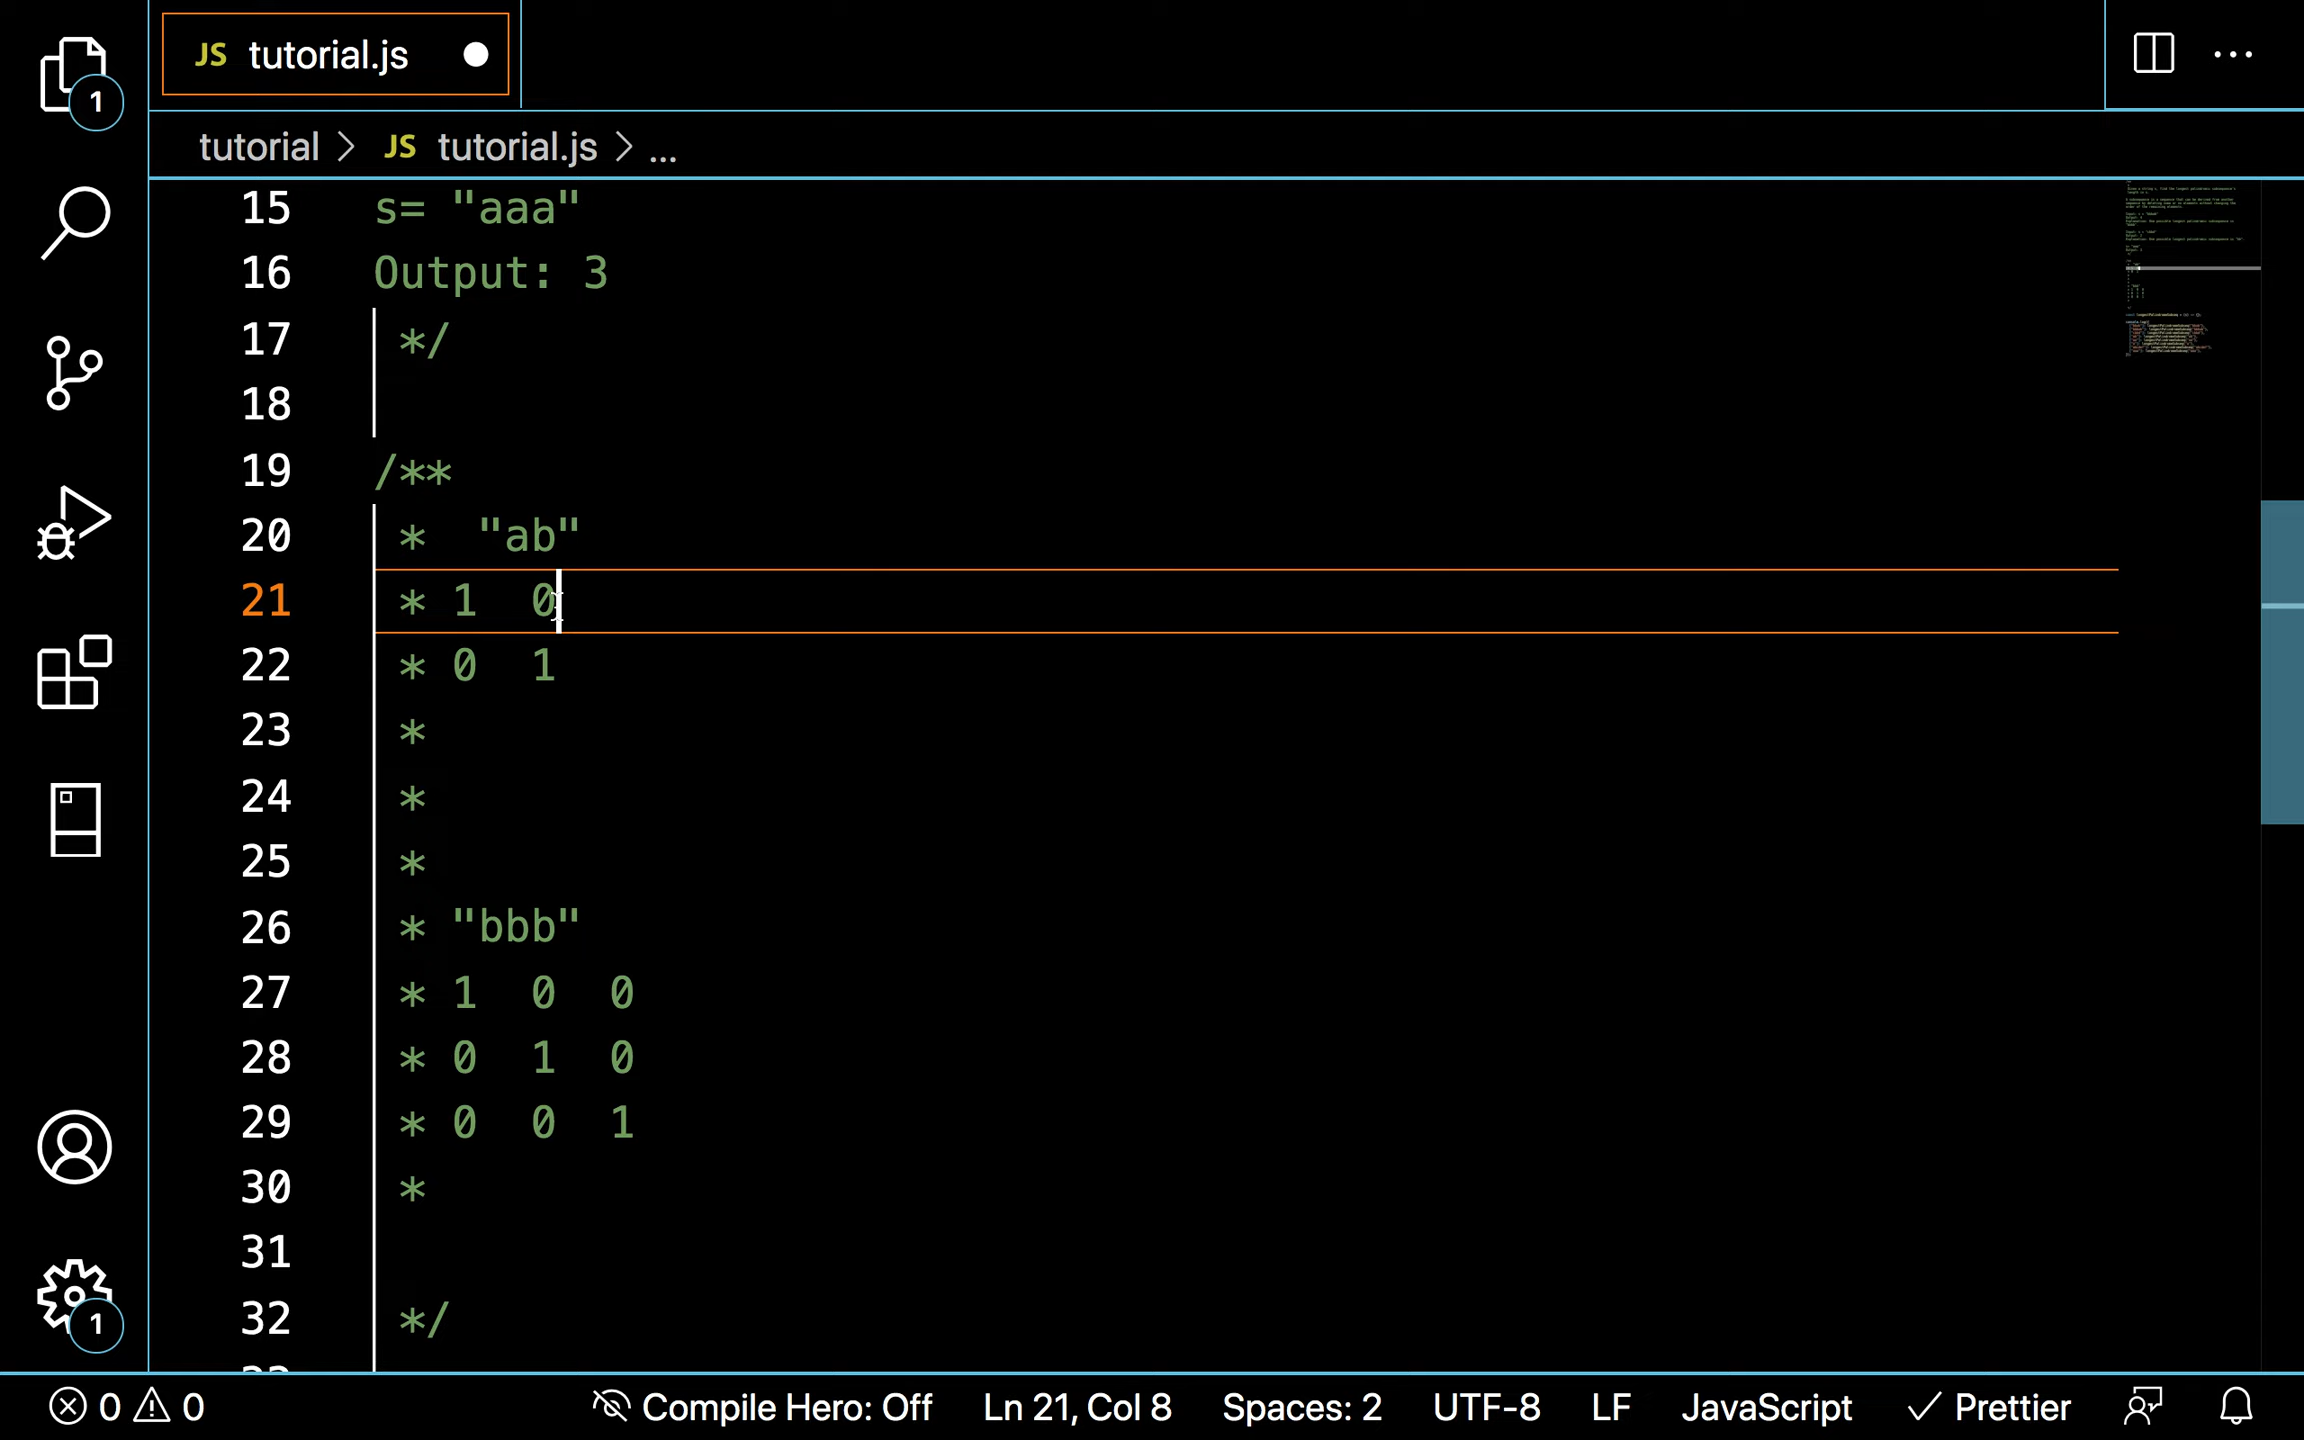 1
JS tutorial.js
tutorial > JS tutorial.js > ...
15 s= "aaa"
16 Output: 3
17 */
18
19 /**
20 * "ab"
21 * 1 0
22 * 0 1
23 *
24 *
25 *
26 * "bbb"
27 * 1 0 0
28 * 0 1 0
29 * 0 0 1
30 *
31
32 */
1
0 0 Compile Hero: Off Ln 21, Col 8 Spaces: 2 UTF-8 LF JavaScript Prettier